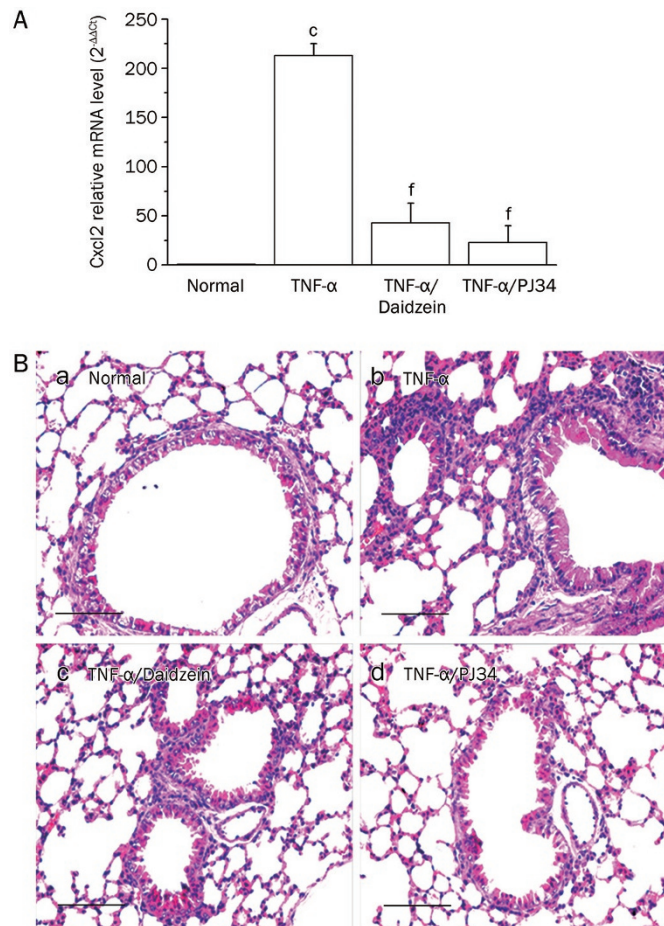 A
Cxcl2 relative mRNA level (2-ΔΔCt)
250
200
150
100
50
0
c
f
f
Normal
TNF-α
TNF-α/
Daidzein
TNF-α/PJ34
B
a Normal
b TNF-α
c TNF-α/Daidzein
d TNF-α/PJ34